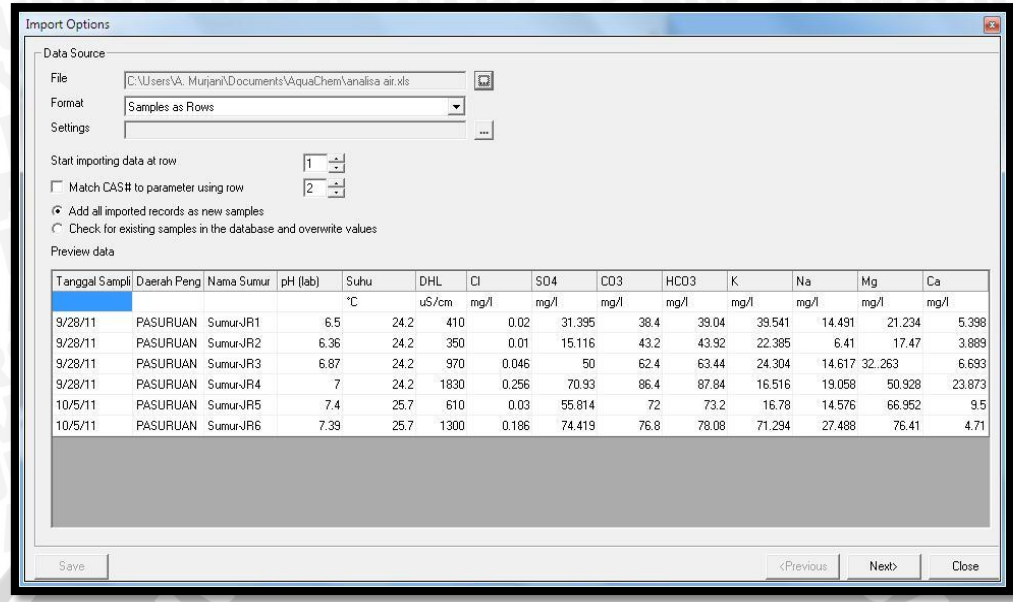 Import Options
Data Source
File C:\Users\A. Murjani\Documents\AquaChem\analisa air.xls
Format Samples as Rows
Settings ...
Start importing data at row 1
Match CAS# to parameter using row 2
Add all imported records as new samples
Check for existing samples in the database and overwrite values
Preview data
Tanggal Sampli Daerah Peng Nama Sumur pH (lab) Suhu DHL Cl SO4 CO3 HCO3 K Na Mg Ca
°C uS/cm mg/l mg/l mg/l mg/l mg/l mg/l mg/l mg/l
9/28/11 PASURUAN Sumur-JR1 6.5 24.2 410 0.02 31.395 38.4 39.04 39.541 14.491 21.234 5.398
9/28/11 PASURUAN Sumur-JR2 6.36 24.2 350 0.01 15.116 43.2 43.92 22.385 6.41 17.47 3.889
9/28/11 PASURUAN Sumur-JR3 6.87 24.2 970 0.046 50 62.4 63.44 24.304 14.617 32..263 6.693
9/28/11 PASURUAN Sumur-JR4 7 24.2 1830 0.256 70.93 86.4 87.84 16.516 19.058 50.928 23.873
10/5/11 PASURUAN Sumur-JR5 7.4 25.7 610 0.03 55.814 72 73.2 16.78 14.576 66.952 9.5
10/5/11 PASURUAN Sumur-JR6 7.39 25.7 1300 0.186 74.419 76.8 78.08 71.294 27.488 76.41 4.71
Save <Previous Next> Close